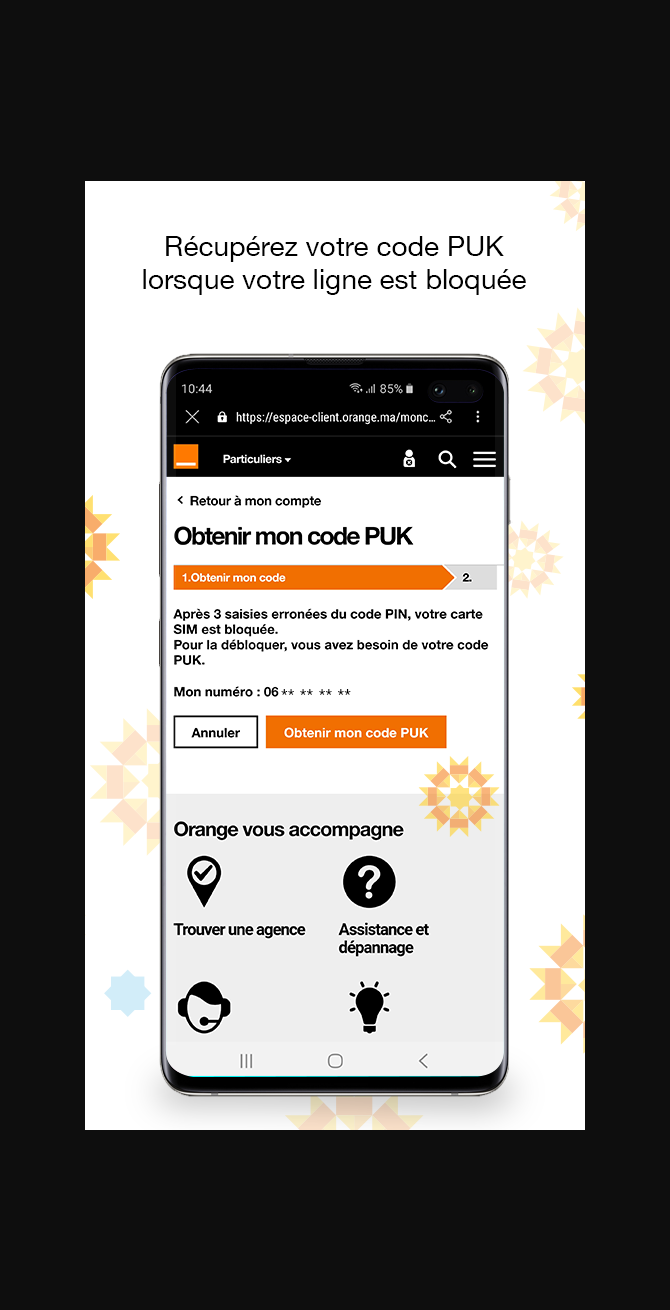 Récupérez votre code PUK
lorsque votre ligne est bloquée
10:44
85%
https://espace-client.orange.ma/monc...
Particuliers
Retour à mon compte
Obtenir mon code PUK
1.Obtenir mon code
2.
Après 3 saisies erronées du code PIN, votre carte
SIM est bloquée.
Pour la débloquer, vous avez besoin de votre code
PUK.
Mon numéro : 06 ** ** ** **
Annuler
Obtenir mon code PUK
Orange vous accompagne
Trouver une agence
Assistance et
dépannage